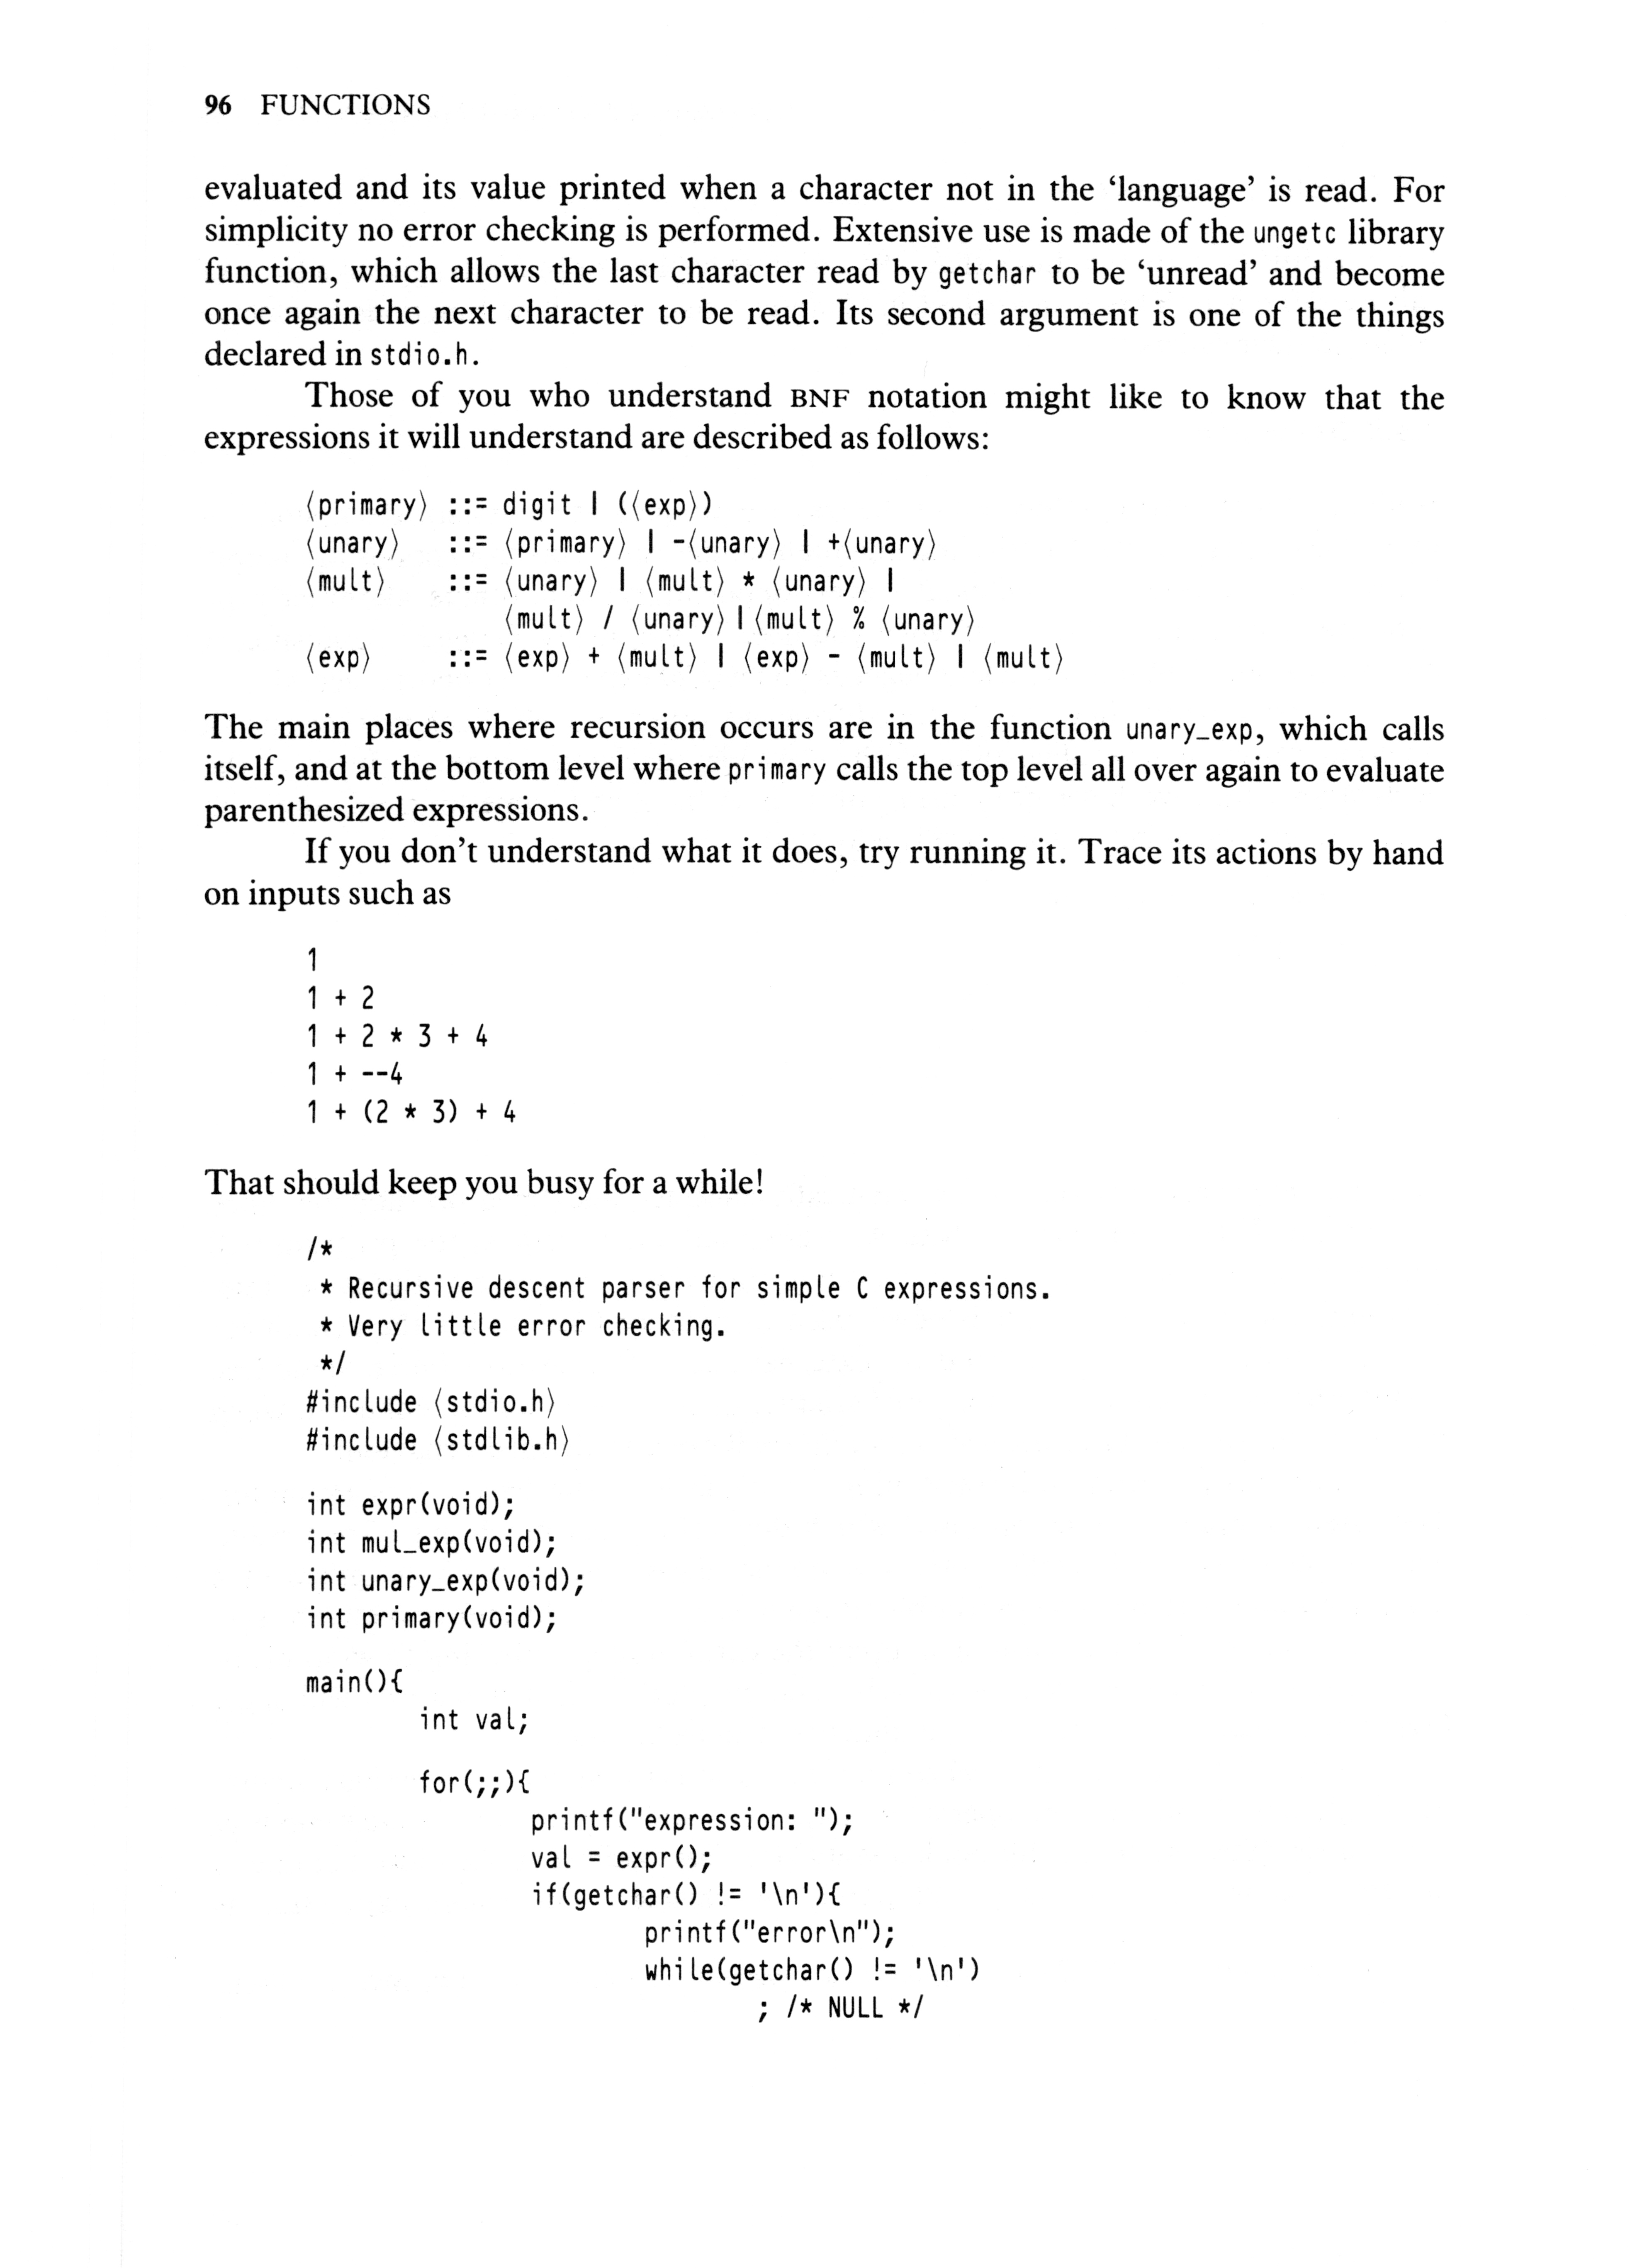 96 FUNCTIONS
evaluated and its value printed when a character not in the ‘language’ is read. For
simplicity no error checking is performed. Extensive use is made of the ungetc library
function, which allows the last character read by getchar to be ‘unread’ and become
once again the next character to be read. Its second argument is one of the things
declared in stdio.h.
Those of you who understand BNF notation might like to know that the
expressions it will understand are described as follows:
⟨primary⟩ ::= digit | (⟨exp⟩)
⟨unary⟩ ::= ⟨primary⟩ | -⟨unary⟩ | +⟨unary⟩
⟨mult⟩ ::= ⟨unary⟩ | ⟨mult⟩ * ⟨unary⟩ |
⟨mult⟩ / ⟨unary⟩ | ⟨mult⟩ % ⟨unary⟩
⟨exp⟩ ::= ⟨exp⟩ + ⟨mult⟩ | ⟨exp⟩ - ⟨mult⟩ | ⟨mult⟩
The main places where recursion occurs are in the function unary_exp, which calls
itself, and at the bottom level where primary calls the top level all over again to evaluate
parenthesized expressions.
If you don’t understand what it does, try running it. Trace its actions by hand
on inputs such as
1
1 + 2
1 + 2 * 3 + 4
1 + --4
1 + (2 * 3) + 4
That should keep you busy for a while!
/*
* Recursive descent parser for simple C expressions.
* Very little error checking.
*/
#include ⟨stdio.h⟩
#include ⟨stdlib.h⟩
int expr(void);
int mul_exp(void);
int unary_exp(void);
int primary(void);
main(){
int val;
for(;;){
printf("expression: ");
val = expr();
if(getchar() != '\n'){
printf("error\n");
while(getchar() != '\n')
; /* NULL */